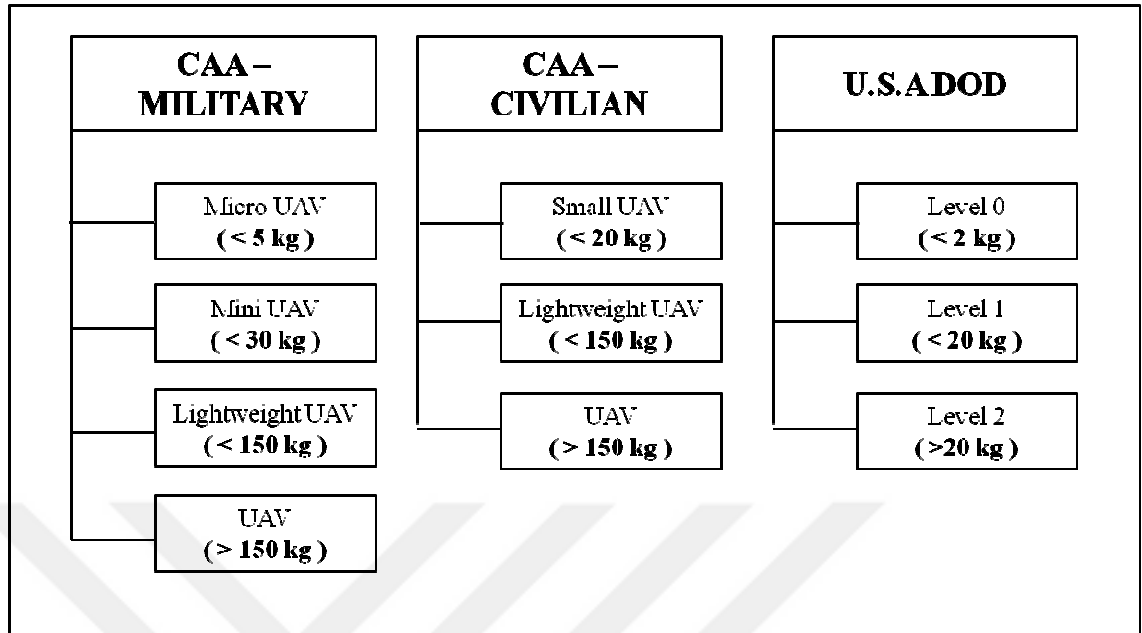 CAA –
MILITARY
Micro UAV
( < 5 kg )
Mini UAV
( < 30 kg )
Lightweight UAV
( < 150 kg )
UAV
( > 150 kg )
CAA –
CIVILIAN
Small UAV
( < 20 kg )
Lightweight UAV
( < 150 kg )
UAV
( > 150 kg )
U.S.A DOD
Level 0
( < 2 kg )
Level 1
( < 20 kg )
Level 2
( >20 kg )